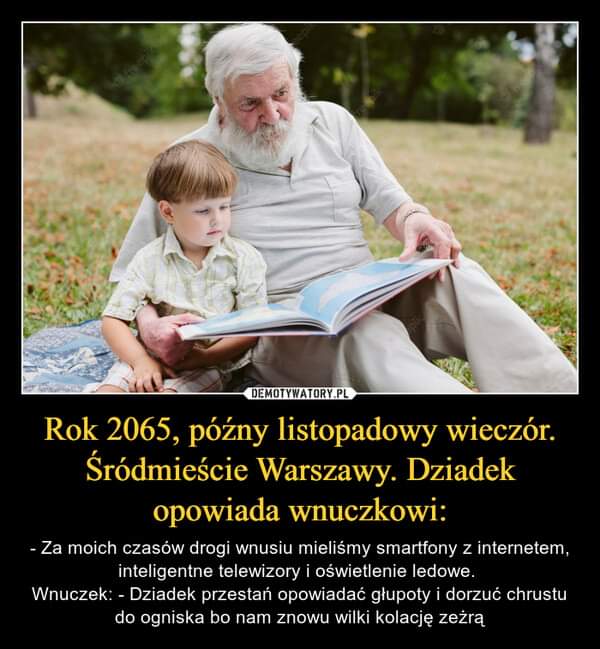 DEMOTYWATORY.PL
Rok 2065, późny listopadowy wieczór.
Śródmieście Warszawy. Dziadek
opowiada wnuczkowi:
- Za moich czasów drogi wnusiu mieliśmy smartfony z internetem,
inteligentne telewizory i oświetlenie ledowe.
Wnuczek: - Dziadek przestań opowiadać głupoty i dorzuć chrustu
do ogniska bo nam znowu wilki kolację zeżrą